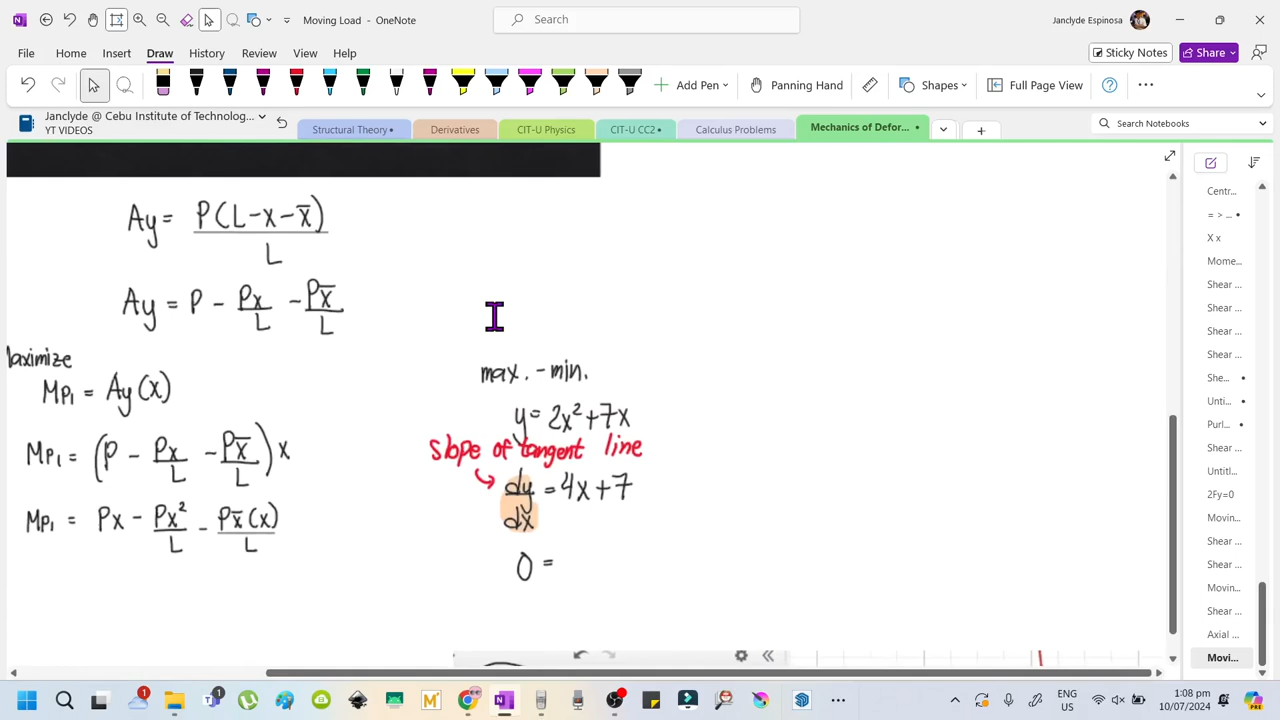 Moving Load - OneNote
Search
Janclyde Espinosa
File Home Insert Draw History Review View Help
Sticky Notes
Share
Add Pen
Panning Hand
Shapes
Full Page View
Janclyde @ Cebu Institute of Technolog...
YT VIDEOS
Structural Theory
Derivatives
CIT-U Physics
CIT-U CC2
Calculus Problems
Mechanics of Defor...
Search Notebooks
Ay = P(L-x-x̄)/L
Ay = P - Px/L - Px̄/L
Maximize
MP1 = Ay(x)
MP1 = (P - Px/L - Px̄/L)x
MP1 = Px - Px²/L - Px̄(x)/L
max. - min.
y = 2x²+7x
slope of tangent line
dy/dx = 4x+7
0 =
Centr...
= > ...
X x
Mome...
Shear ...
Shear ...
Shear ...
Shear ...
She...
Unti...
Purl...
Untitl...
2Fy=0
Movin...
Shear ...
Shear ...
Movin...
Shear ...
Axial ...
Movi...
1
1
ENG
US
1:08 pm
10/07/2024